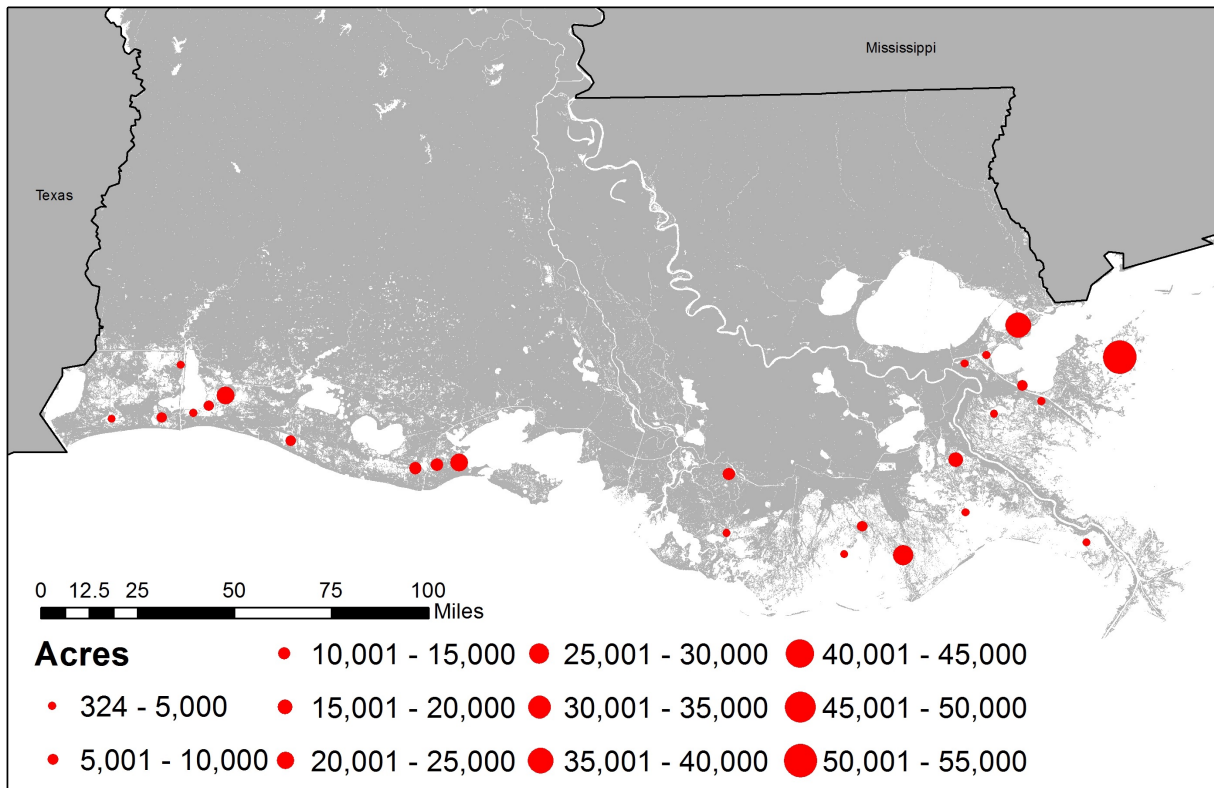 Mississippi
Texas
0 12.5 25 50 75 100
Miles
Acres
324 - 5,000
5,001 - 10,000
10,001 - 15,000
15,001 - 20,000
20,001 - 25,000
25,001 - 30,000
30,001 - 35,000
35,001 - 40,000
40,001 - 45,000
45,001 - 50,000
50,001 - 55,000